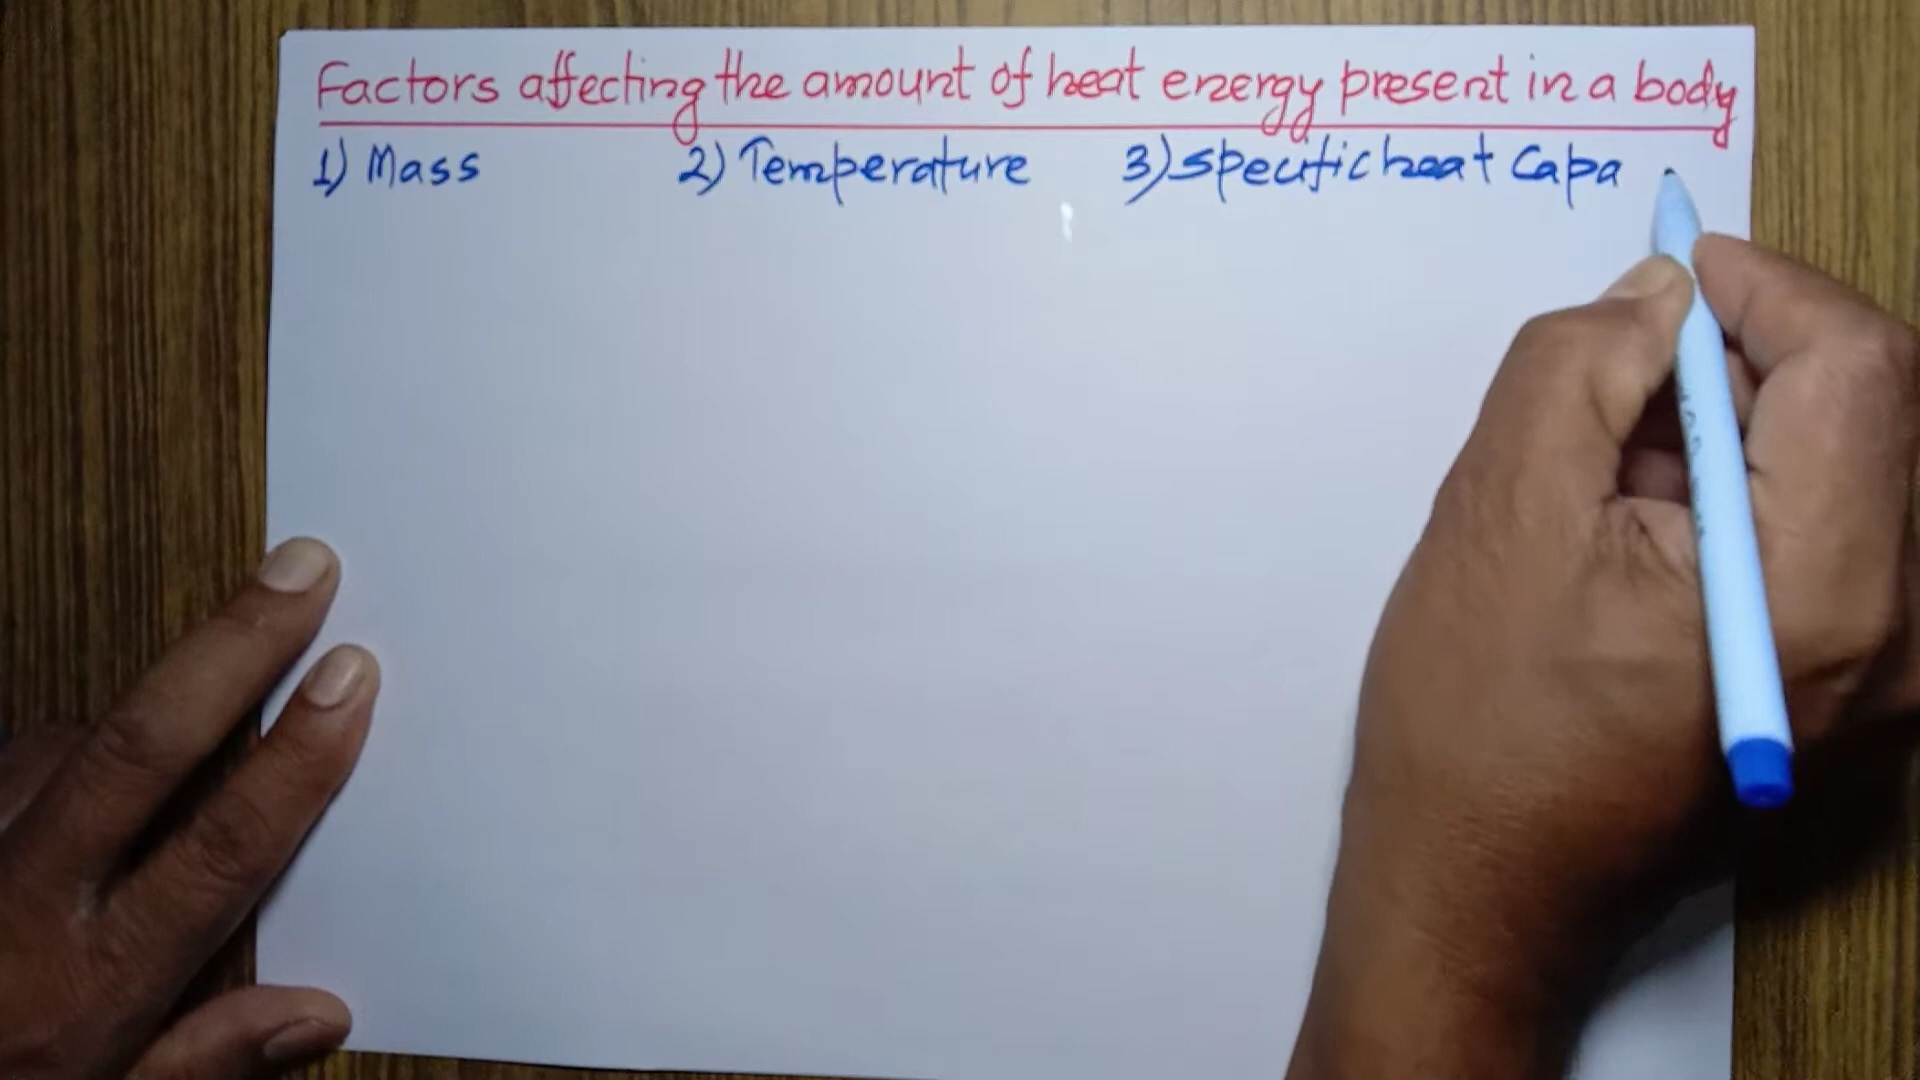 Factors affecting the amount of heat energy present in a body
1) Mass 2) Temperature 3) Specific heat Capa